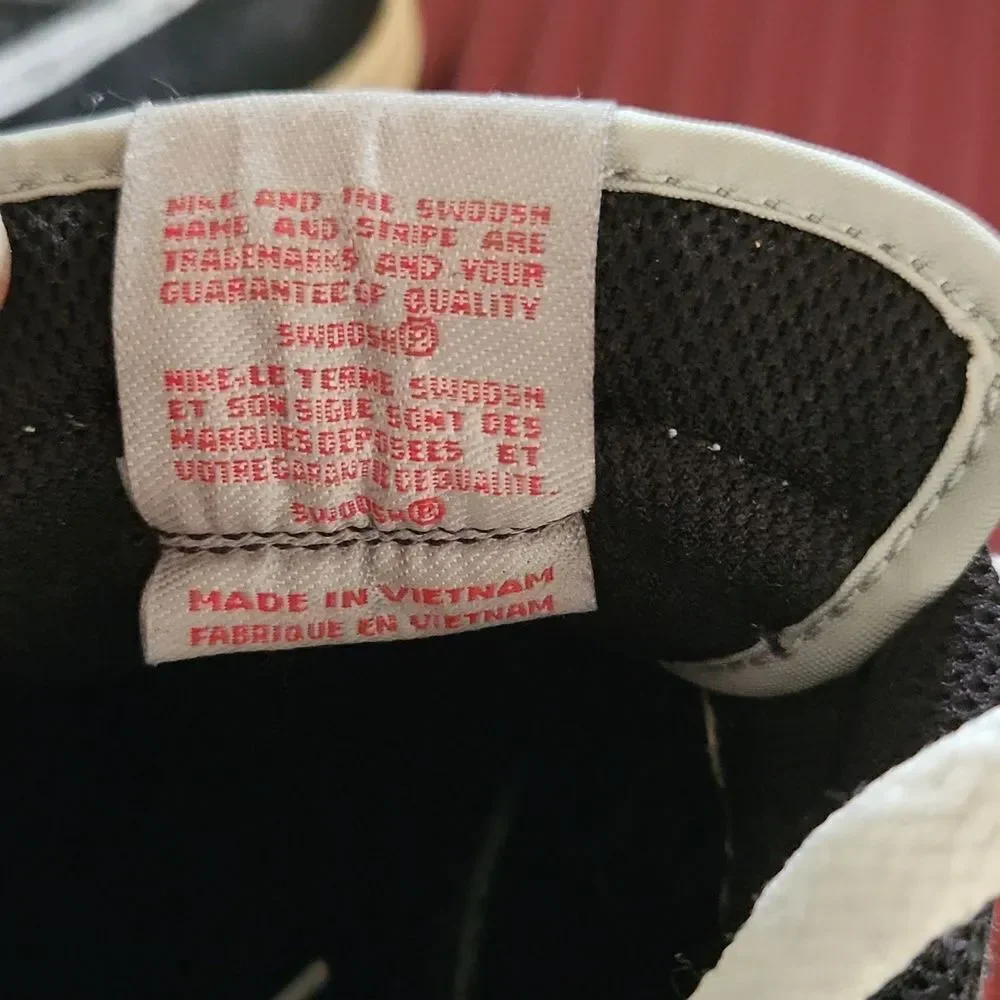 NIKE AND THE SWOOSH
NAME AND STRIPE ARE
TRADEMARKS AND YOUR
GUARANTEE OF QUALITY
SWOOSH®
NIKE-LE TERME SWOOSH
ET SON SIGLE SONT DES
MARQUES DEPOSEES ET
VOTRE GARANTIE DE QUALITE.
SWOOSH®
MADE IN VIETNAM
FABRIQUE EN VIETNAM